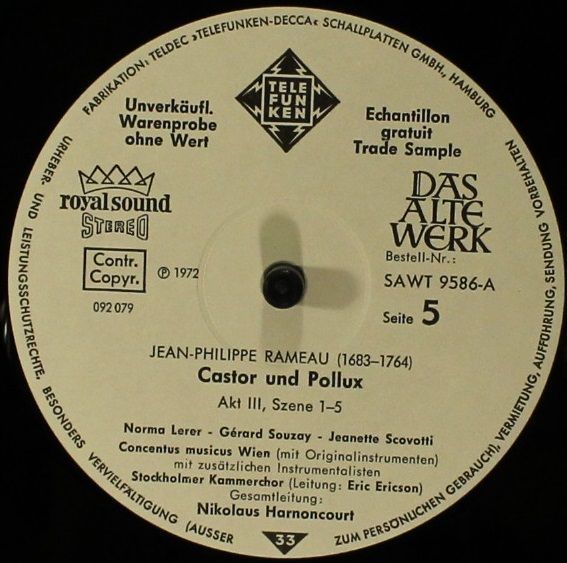 FABRIKATION: TELDEC »TELEFUNKEN-DECCA« SCHALLPLATTEN GMBH., HAMBURG
TELE
FUN
KEN
Unverkäufl.
Warenprobe
ohne Wert
Echantillon
gratuit
Trade Sample
royal sound
STEREO
DAS
ALTE
WERK
Contr.
Copyr.
℗ 1972
092 079
Bestell-Nr.:
SAWT 9586-A
Seite 5
JEAN-PHILIPPE RAMEAU (1683–1764)
Castor und Pollux
Akt III, Szene 1–5
Norma Lerer - Gérard Souzay - Jeanette Scovotti
Concentus musicus Wien (mit Originalinstrumenten)
mit zusätzlichen Instrumentalisten
Stockholmer Kammerchor (Leitung: Eric Ericson)
Gesamtleitung:
Nikolaus Harnoncourt
33
URHEBER- UND LEISTUNGSSCHUTZRECHTE, BESONDERS VERVIELFÄLTIGUNG (AUSSER ZUM PERSÖNLICHEN GEBRAUCH), VERMIETUNG, AUFFÜHRUNG, SENDUNG VORBEHALTEN